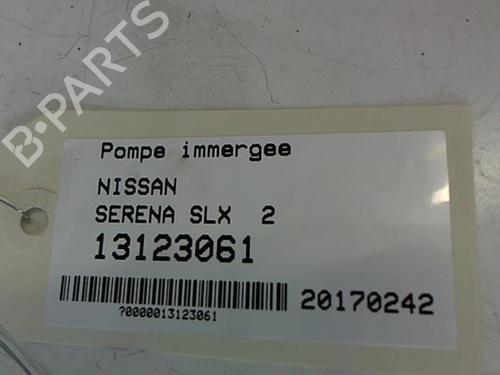 B-PARTS
Pompe immergee
NISSAN
SERENA SLX 2
13123061
20170242
?0000013123061